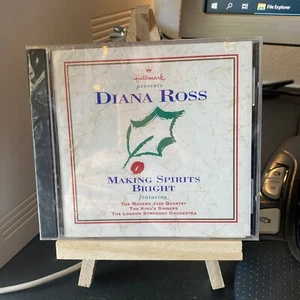 File Explorer
Hallmark
presents
DIANA ROSS
MAKING SPIRITS
BRIGHT
featuring
THE MODERN JAZZ QUARTET
THE KING'S SINGERS
THE LONDON SYMPHONY ORCHESTRA